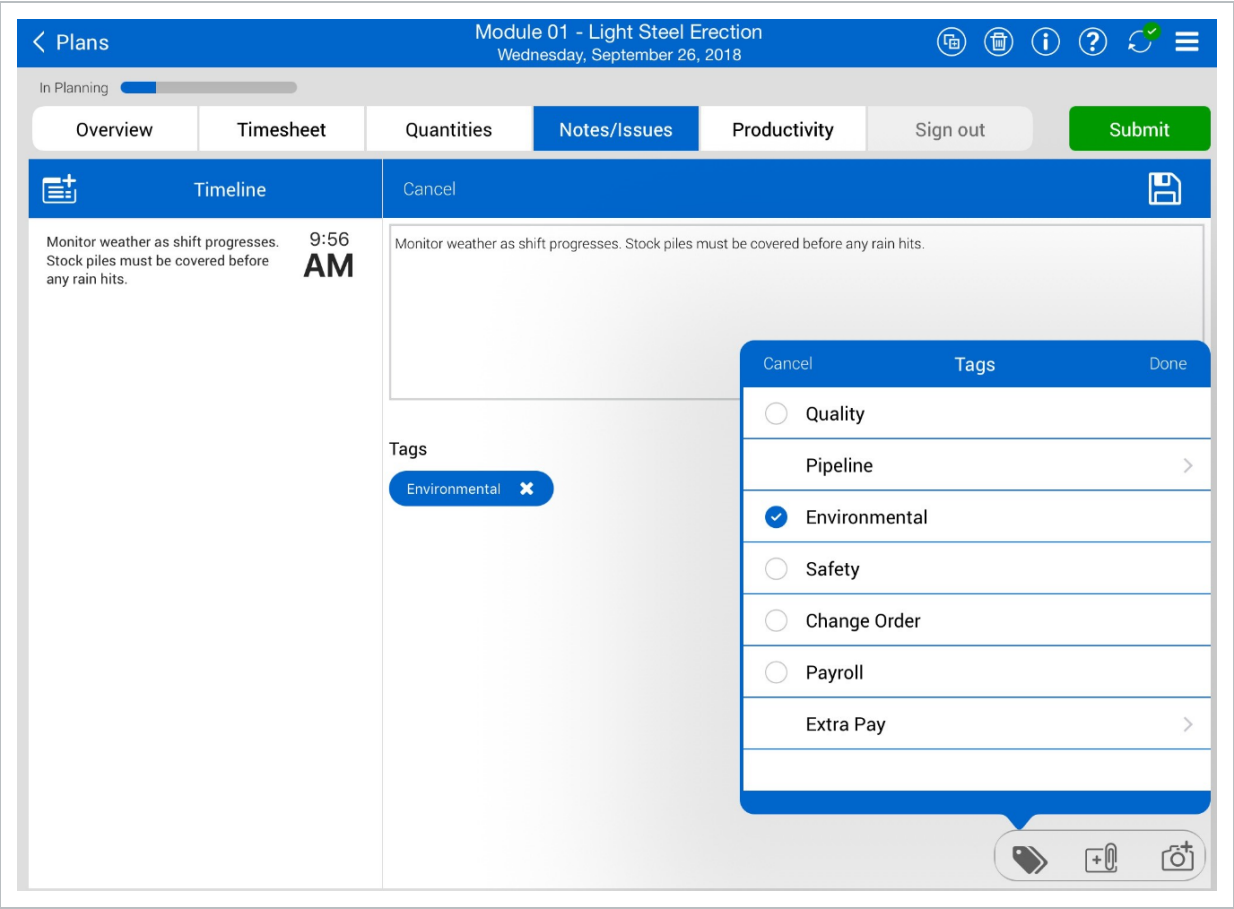 Plans
Module 01 - Light Steel Erection
Wednesday, September 26, 2018
In Planning
Overview
Timesheet
Quantities
Notes/Issues
Productivity
Sign out
Submit
Timeline
Cancel
Monitor weather as shift progresses.
Stock piles must be covered before
any rain hits.
9:56
AM
Monitor weather as shift progresses. Stock piles must be covered before any rain hits.
Tags
Environmental
Cancel
Tags
Done
Quality
Pipeline
Environmental
Safety
Change Order
Payroll
Extra Pay